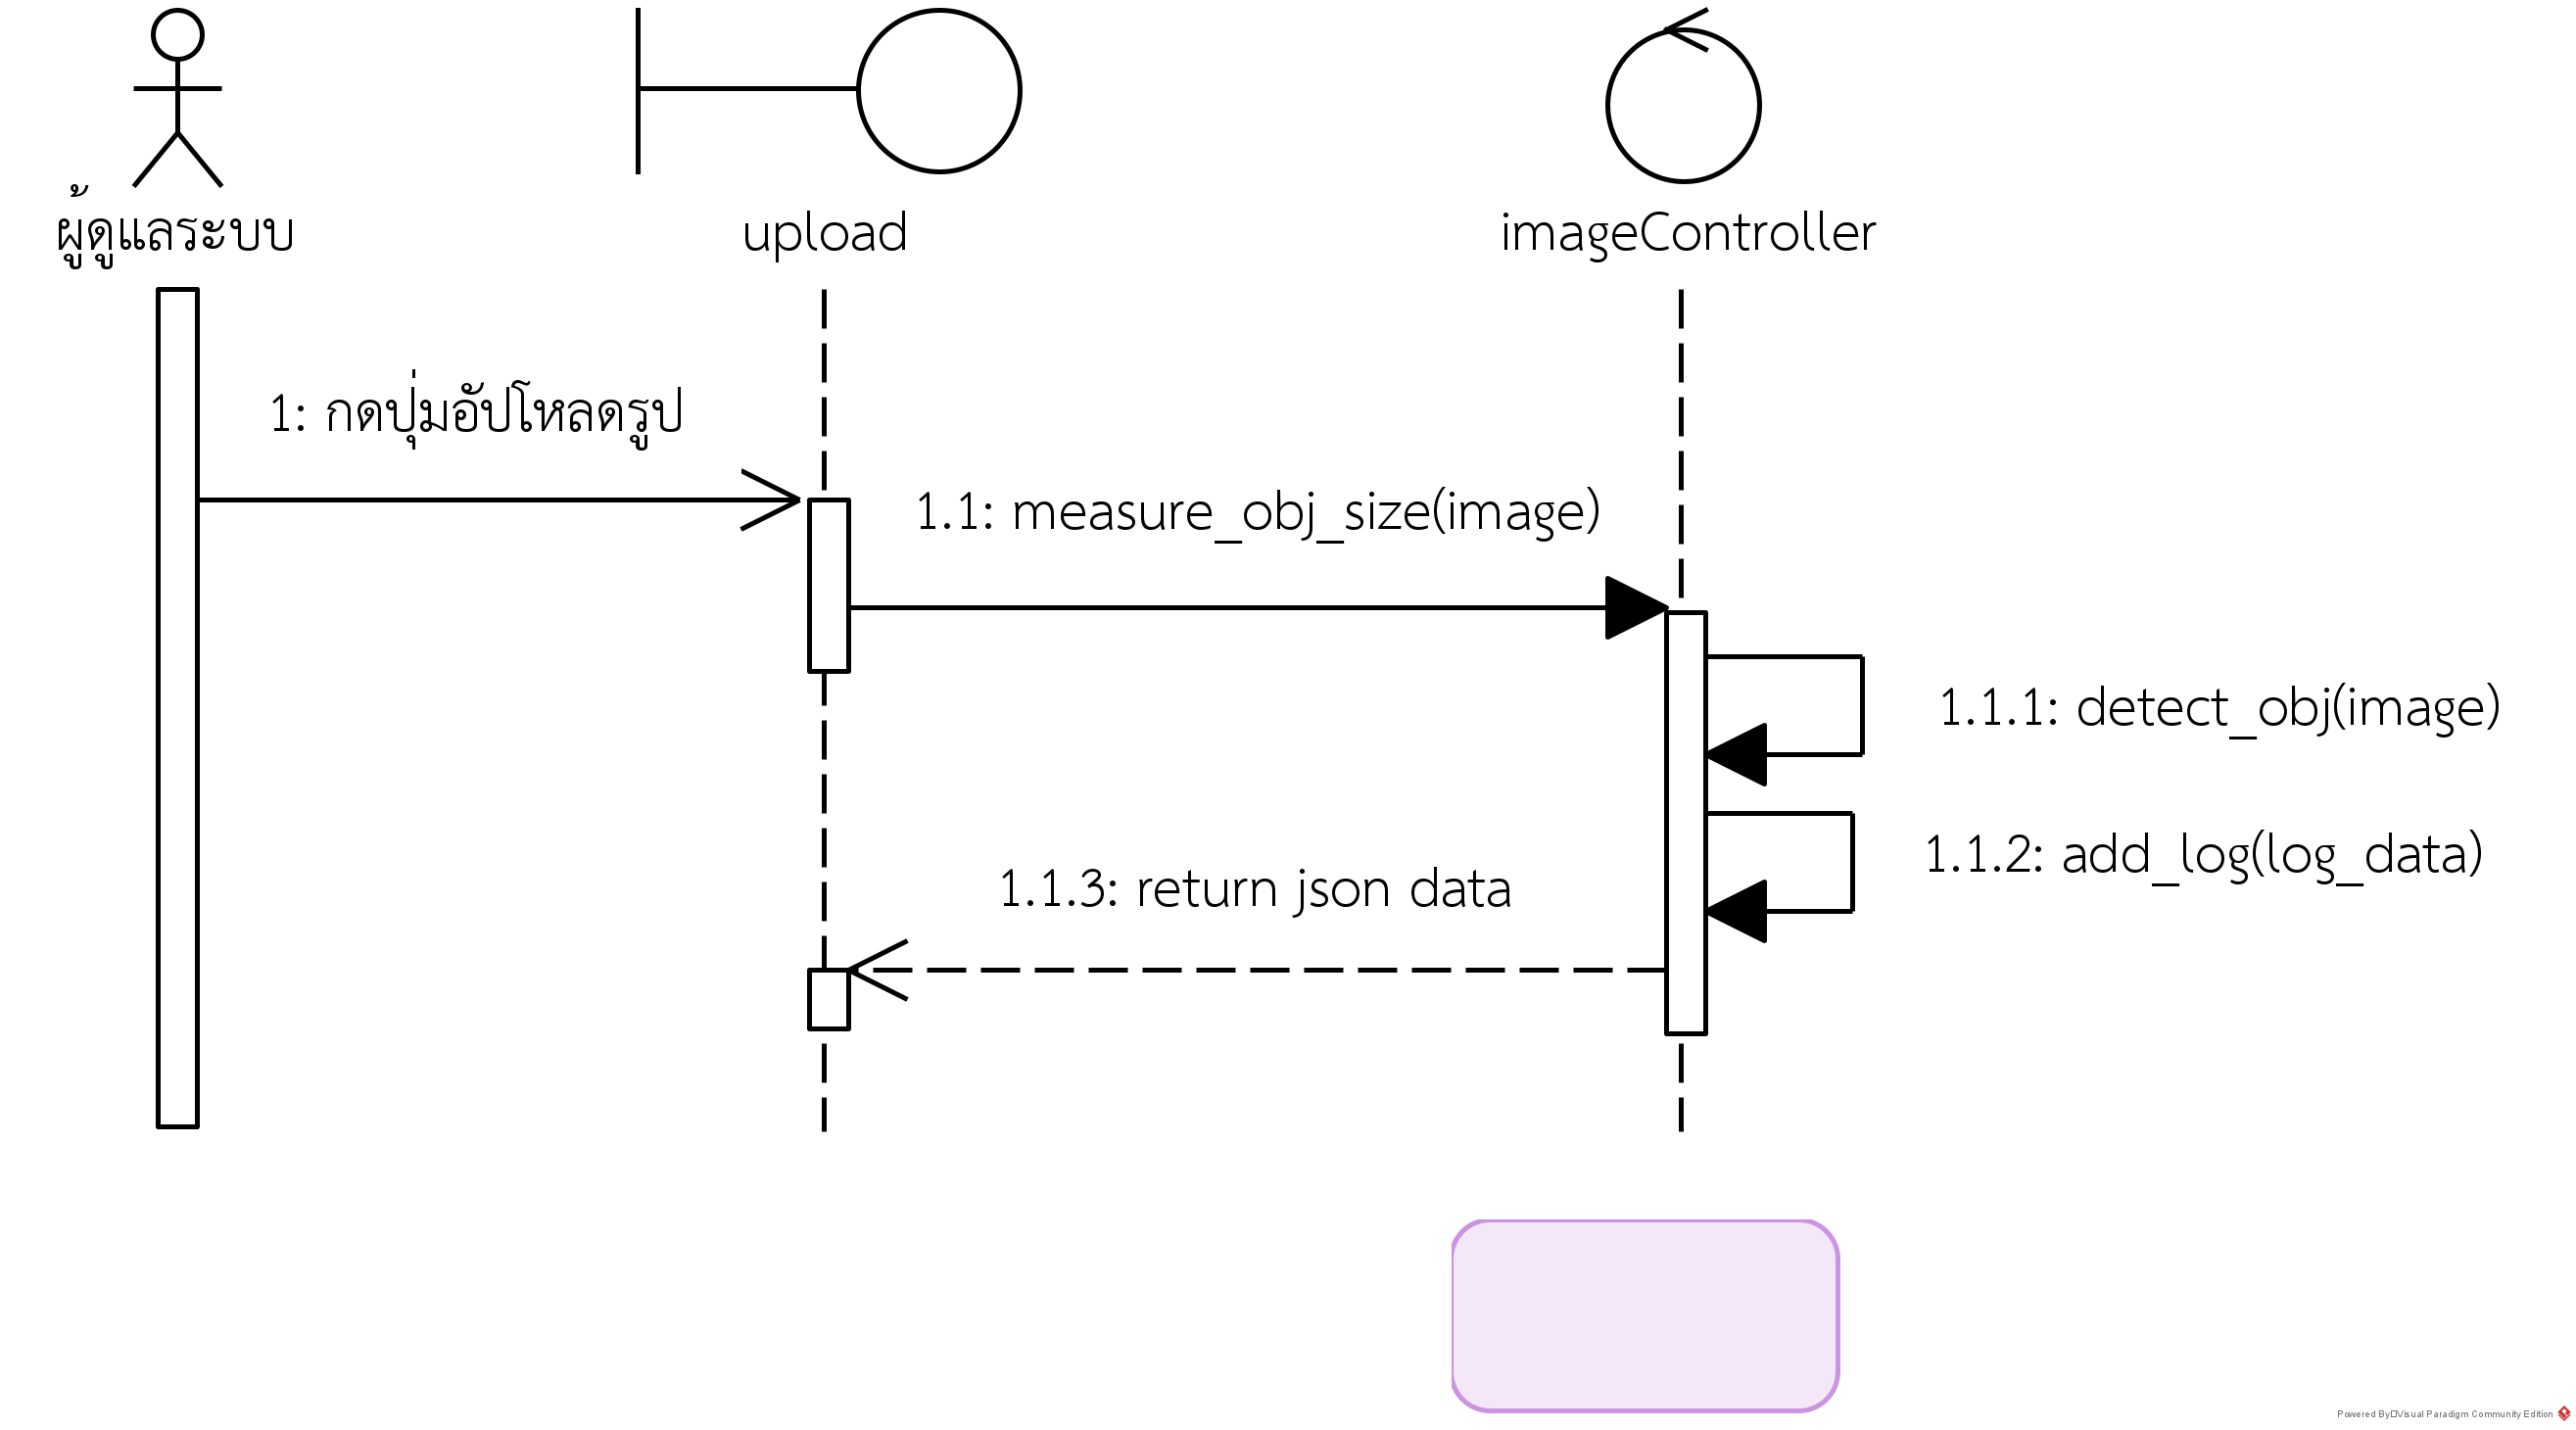 ผู้ดูแลระบบ
upload
imageController
1: กดปุ่มอัปโหลดรูป
1.1: measure_obj_size(image)
1.1.1: detect_obj(image)
1.1.2: add_log(log_data)
1.1.3: return json data
Powered By□Visual Paradigm Community Edition